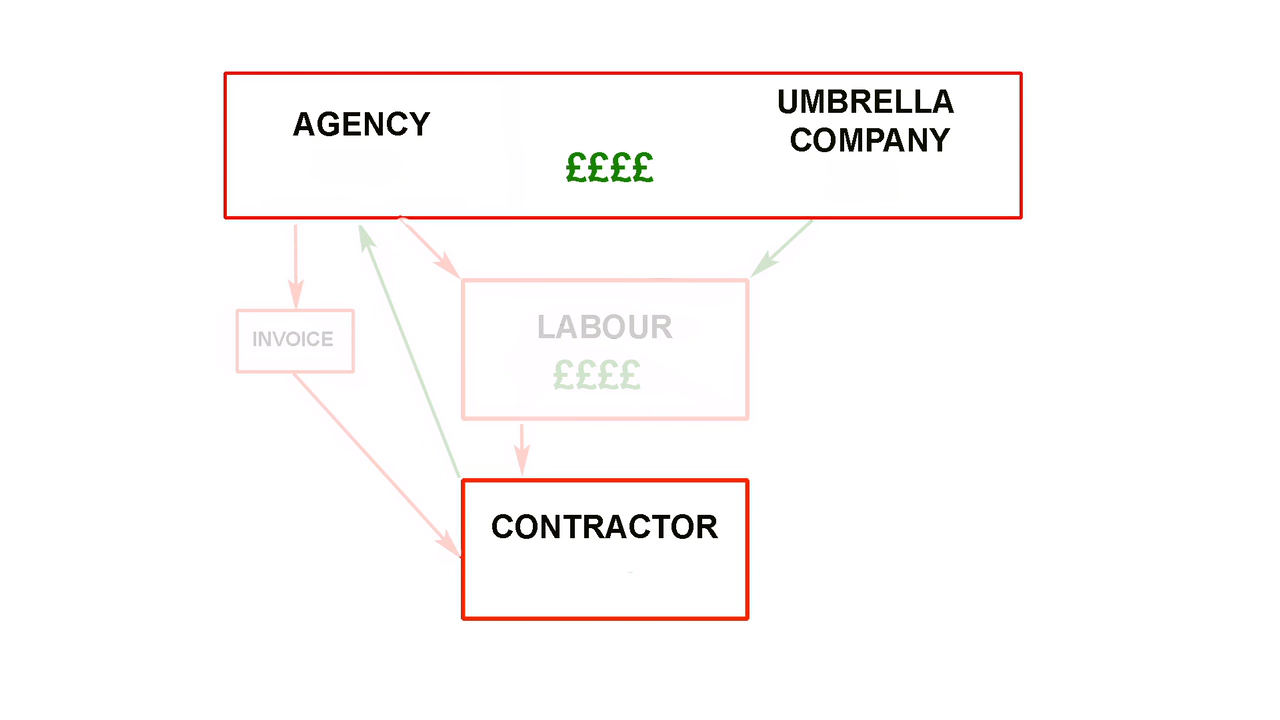 AGENCY
UMBRELLA
COMPANY
££££
INVOICE
LABOUR
££££
CONTRACTOR